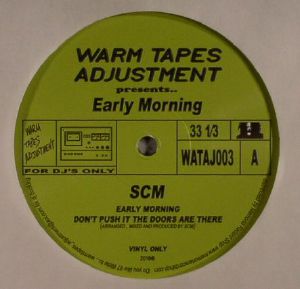 WARM TAPES
ADJUSTMENT
presents..
Early Morning
WARM
TAPES
ADJUSTMENT
33 1/3
WATAJ003
A
FOR DJ'S ONLY
SCM
EARLY MORNING
DON'T PUSH IT THE DOORS ARE THERE
[ARRANGED , MIXED AND PRODUCED BY SCM]
VINYL ONLY